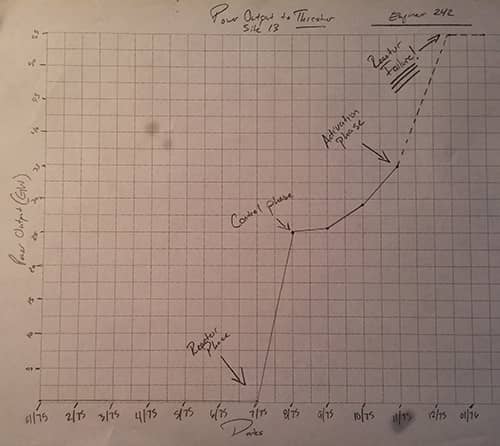 Power Output to Threshor
Site 13
Engineer 242
Reactor
Failure!
Activation
Phase
Control phase
Reactor
Phase
Power Output (GW)
1/75 2/75 3/75 4/75 5/75 6/75 7/75 8/75 9/75 10/75 11/75 12/75 01/76
Dates